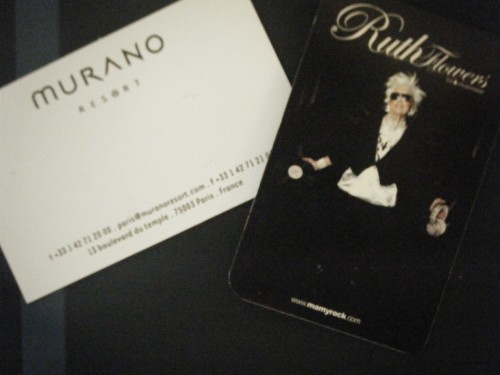 MURANO
RESORT
t +33 1 42 71 20 00 . paris@muranoresort.com . f +33 1 42 71 21
13 boulevard du temple . 75003 Paris . France
Ruth Flowers
www.mamyrock.com